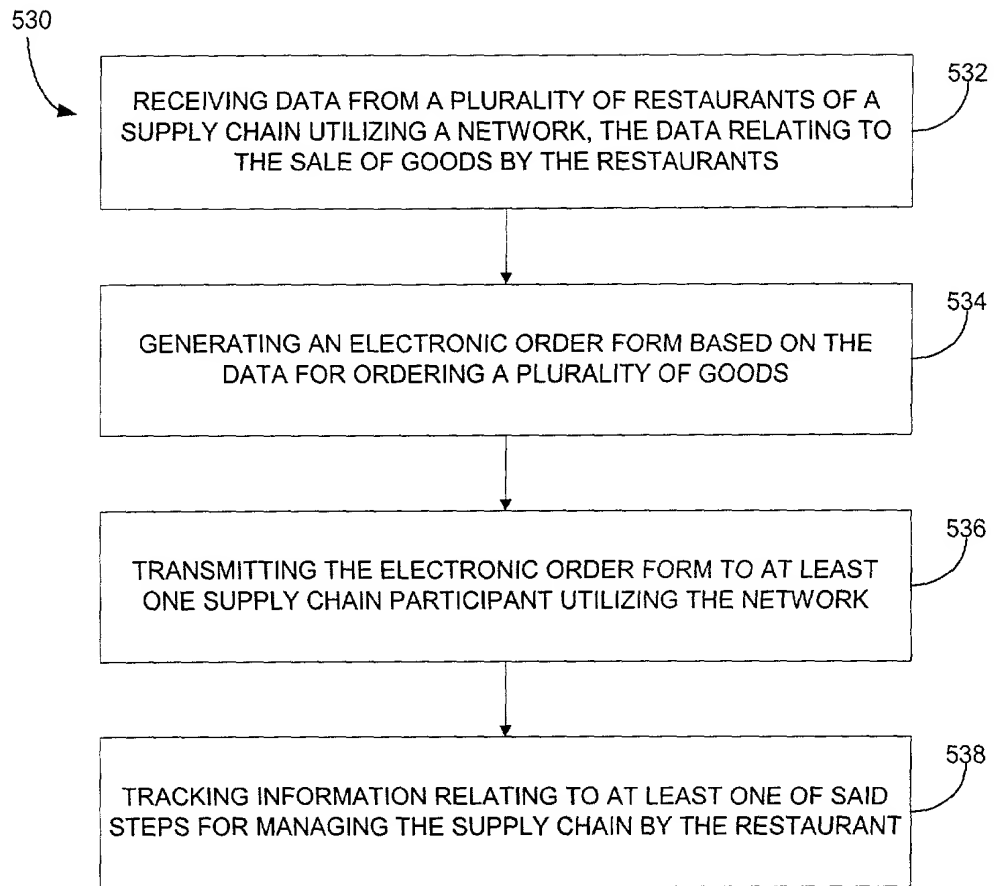 530
532
RECEIVING DATA FROM A PLURALITY OF RESTAURANTS OF A
SUPPLY CHAIN UTILIZING A NETWORK, THE DATA RELATING TO
THE SALE OF GOODS BY THE RESTAURANTS
534
GENERATING AN ELECTRONIC ORDER FORM BASED ON THE
DATA FOR ORDERING A PLURALITY OF GOODS
536
TRANSMITTING THE ELECTRONIC ORDER FORM TO AT LEAST
ONE SUPPLY CHAIN PARTICIPANT UTILIZING THE NETWORK
538
TRACKING INFORMATION RELATING TO AT LEAST ONE OF SAID
STEPS FOR MANAGING THE SUPPLY CHAIN BY THE RESTAURANT